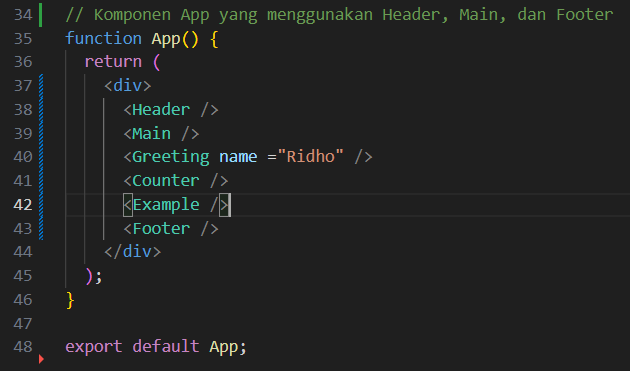 34 // Komponen App yang menggunakan Header, Main, dan Footer
35 function App() {
36   return (
37     <div>
38       <Header />
39       <Main />
40       <Greeting name ="Ridho" />
41       <Counter />
42       <Example />
43       <Footer />
44     </div>
45   );
46 }
47
48 export default App;